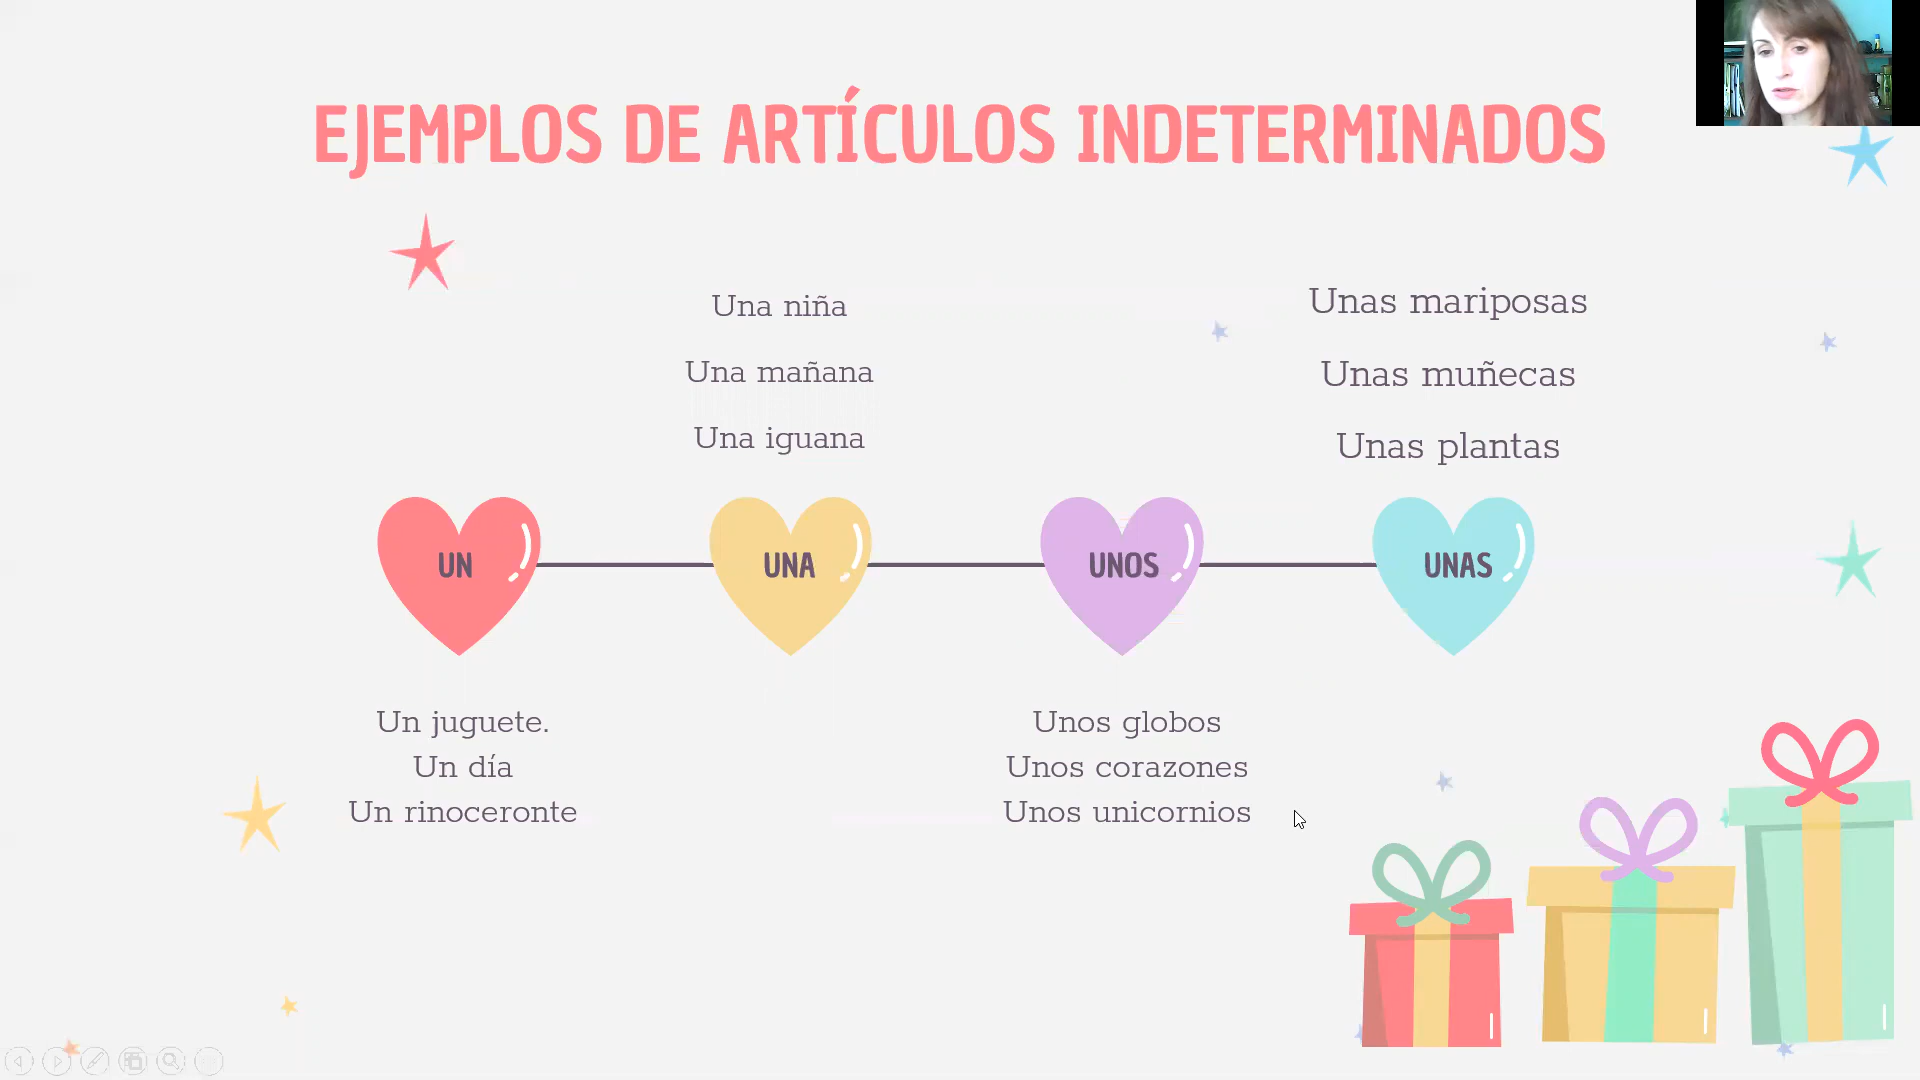 EJEMPLOS DE ARTÍCULOS INDETERMINADOS
Una niña
Una mañana
Una iguana
Unas mariposas
Unas muñecas
Unas plantas
UN
UNA
UNOS
UNAS
Un juguete.
Un día
Un rinoceronte
Unos globos
Unos corazones
Unos unicornios